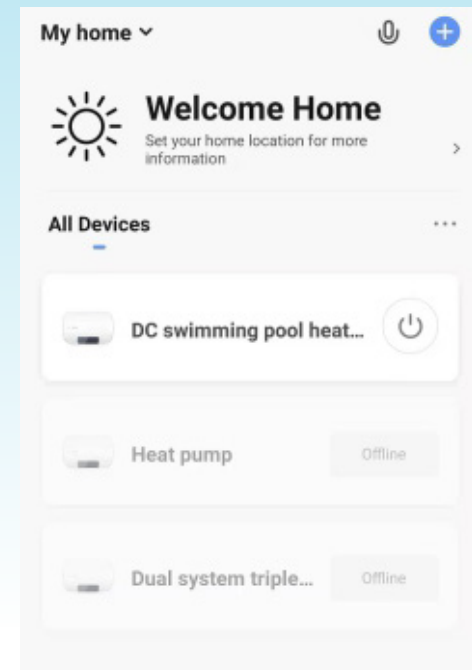 My home
Welcome Home
Set your home location for more
information
All Devices
DC swimming pool heat...
Heat pump
Offline
Dual system triple...
Offline